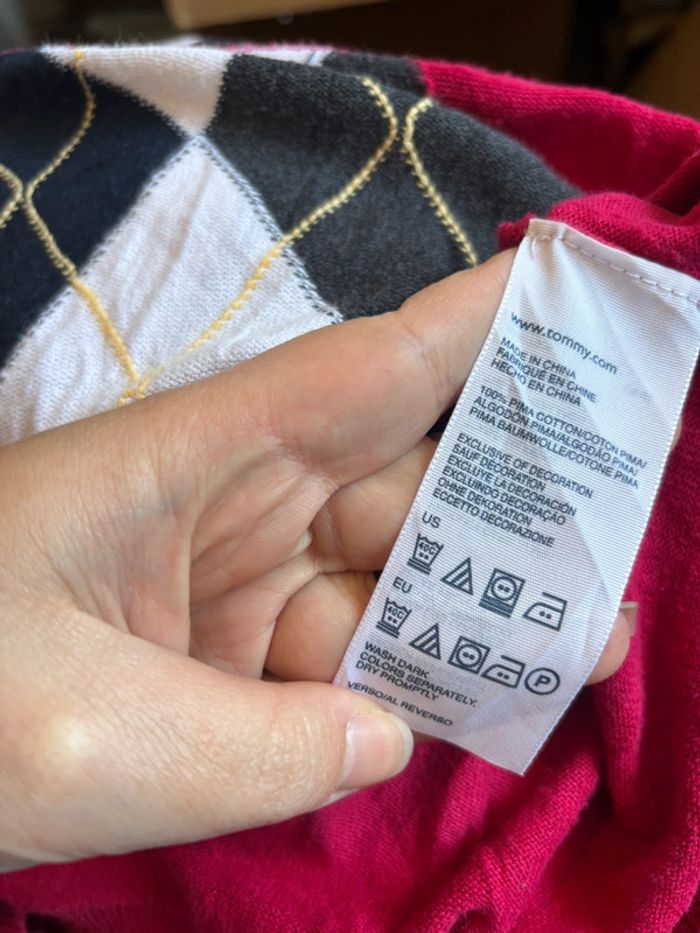 www.tommy.com
MADE IN CHINA
FABRIQUÉ EN CHINE
HECHO EN CHINA
100% PIMA COTTON/COTON PIMA/
ALGODÓN PIMA/ALGODÃO PIMA/
PIMA BAUMWOLLE/COTONE PIMA
EXCLUSIVE OF DECORATION
SAUF DÉCORATION
EXCLUYE LA DECORACIÓN
EXCLUINDO DECORAÇÃO
OHNE DEKORATION
ECCETTO DECORAZIONE
US
40C
EU
40C
P
WASH DARK
COLORS SEPARATELY.
DRY PROMPTLY
VERSO/AL REVERSO